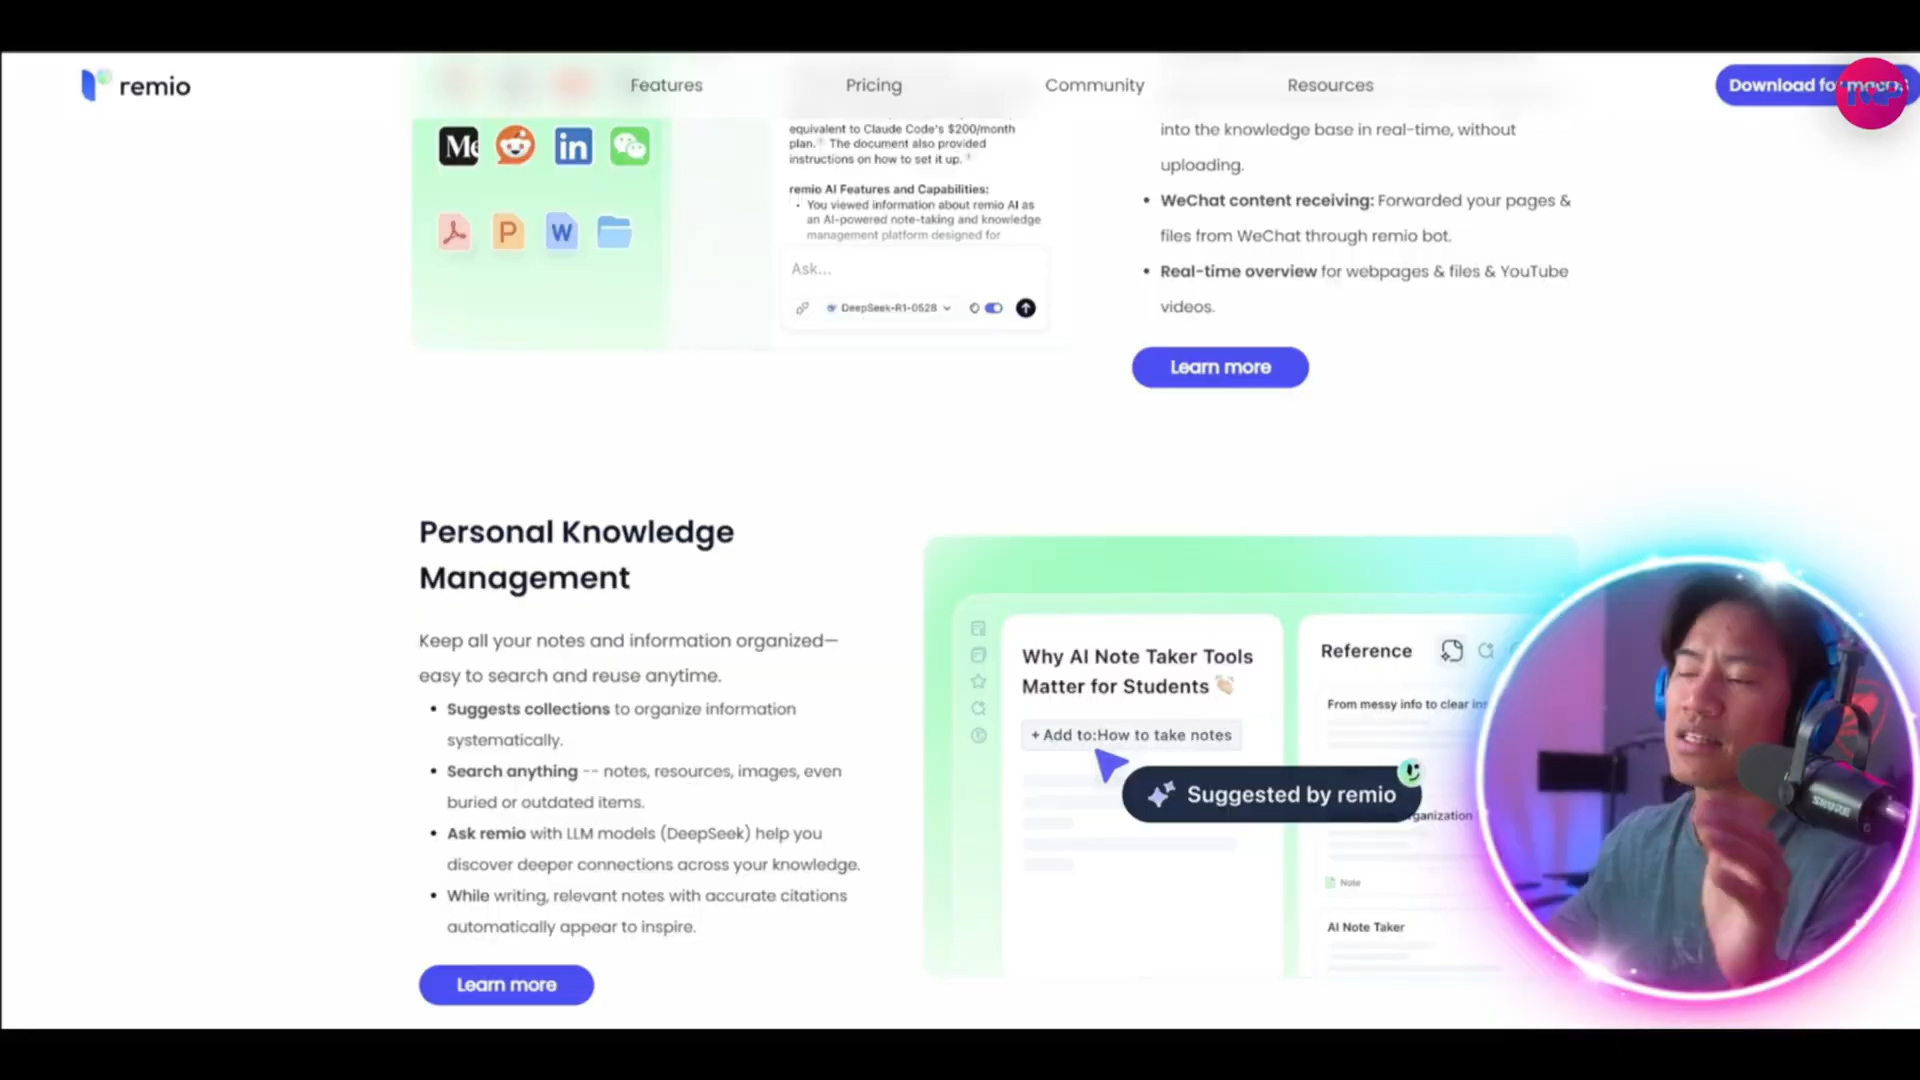 remio
Features
Pricing
Community
Resources
Download for
equivalent to Claude Code's $200/month
plan. The document also provided
instructions on how to set it up.
remio AI Features and Capabilities:
• You viewed information about remio AI as
an AI-powered note-taking and knowledge
management platform designed for
Ask...
DeepSeek-R1-0528
into the knowledge base in real-time, without
uploading.
• WeChat content receiving: Forwarded your pages &
files from WeChat through remio bot.
• Real-time overview for webpages & files & YouTube
videos.
Learn more
Personal Knowledge
Management
Keep all your notes and information organized—
easy to search and reuse anytime.
• Suggests collections to organize information
systematically.
• Search anything -- notes, resources, images, even
buried or outdated items.
• Ask remio with LLM models (DeepSeek) help you
discover deeper connections across your knowledge.
• While writing, relevant notes with accurate citations
automatically appear to inspire.
Learn more
Why AI Note Taker Tools
Matter for Students 👏🏻
+ Add to:How to take notes
Suggested by remio
Reference
From messy info to clear
Note
AI Note Taker
SHURE